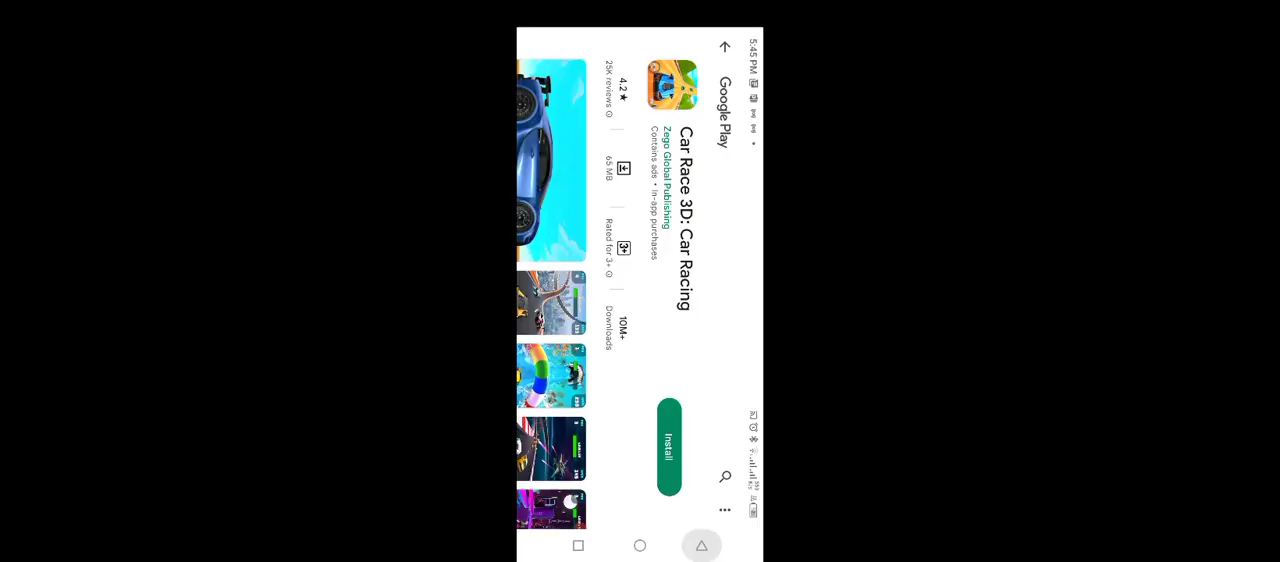 5:45 PM
Google Play
Car Race 3D: Car Racing
Zego Global Publishing
Contains ads • In-app purchases
Install
4.2★
25K reviews
65 MB
3+
Rated for 3+
10M+
Downloads